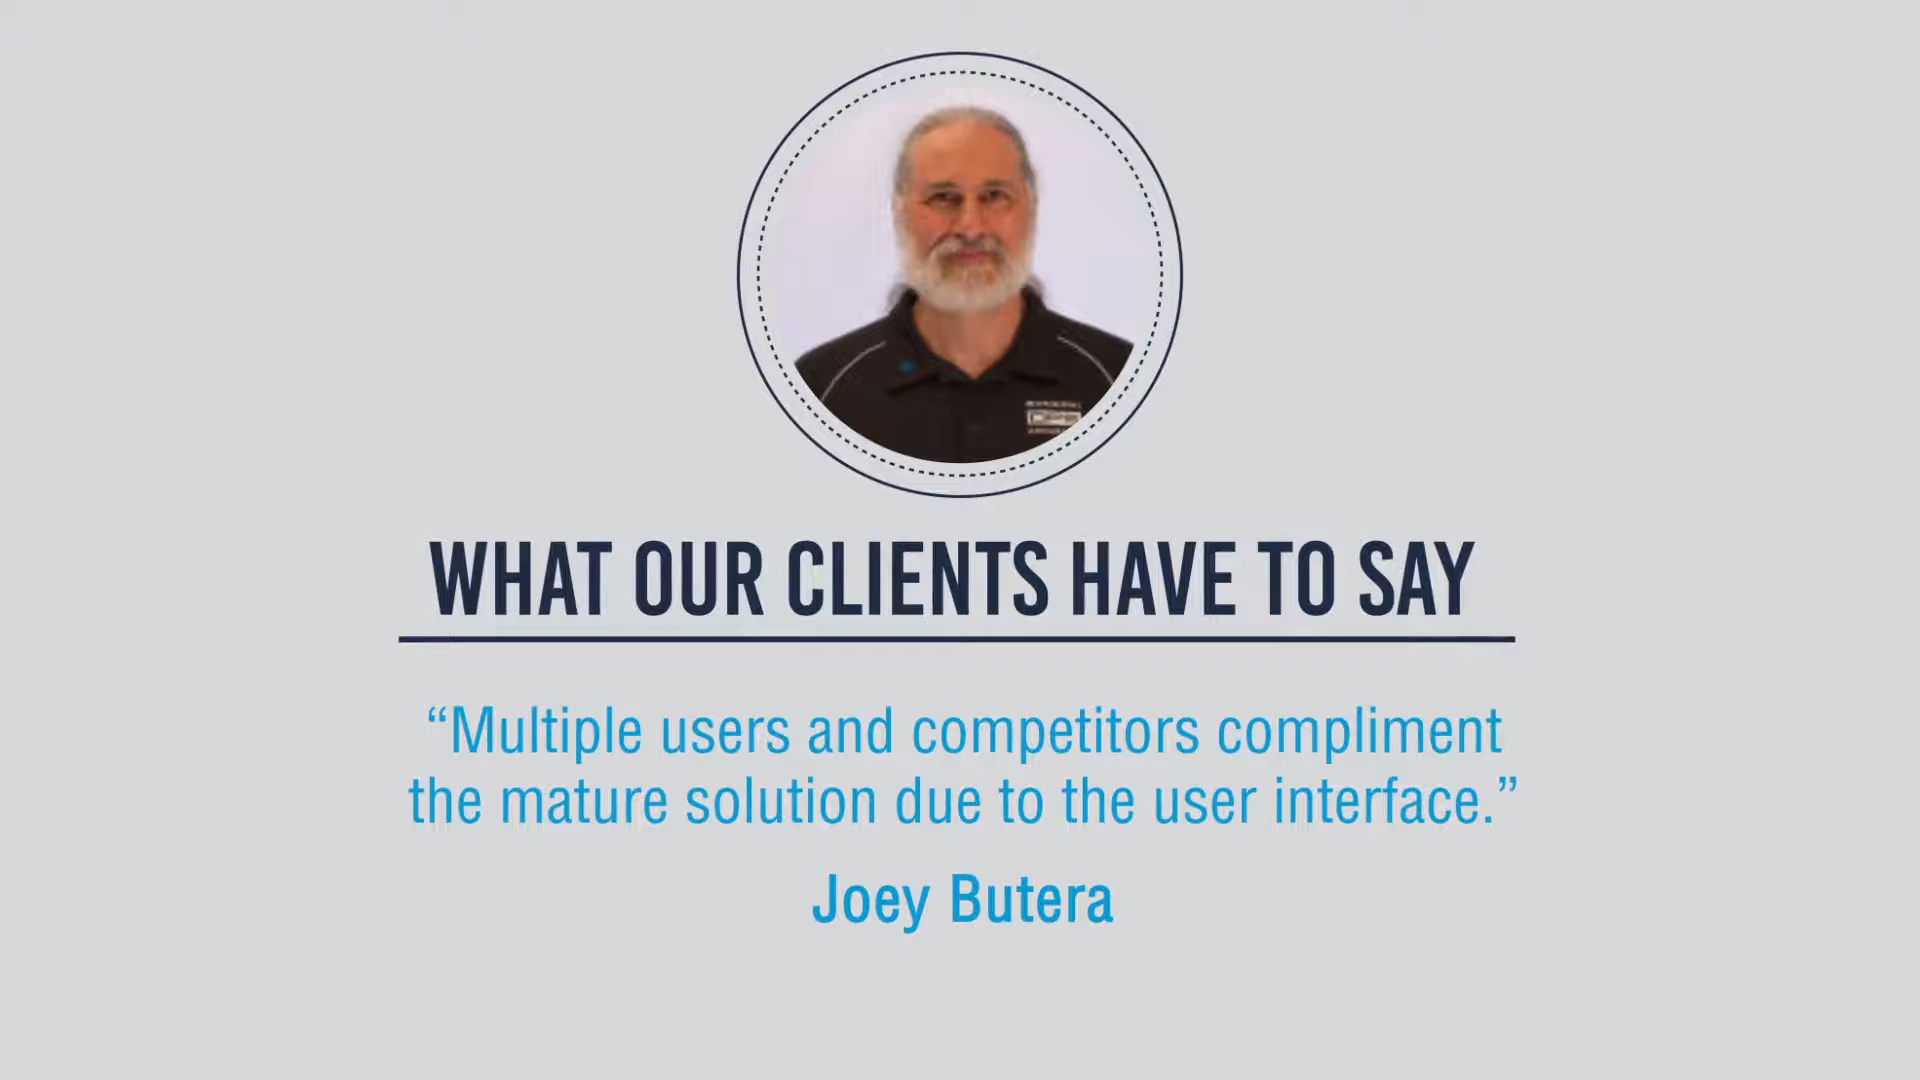 WHAT OUR CLIENTS HAVE TO SAY
“Multiple users and competitors compliment
the mature solution due to the user interface.”
Joey Butera